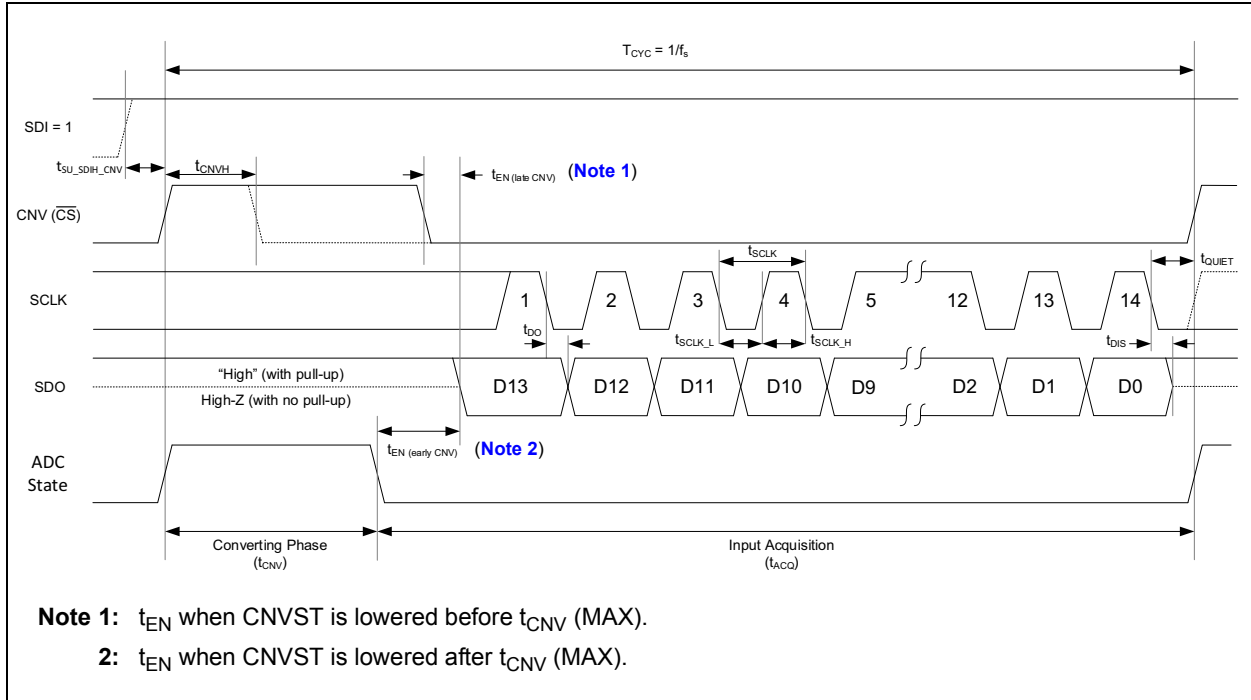 TCYC = 1/fs
SDI = 1
tSU_SDIH_CNV
tCNVH
tEN (late CNV) (Note 1)
CNV (C̅S̅)
tSCLK
tQUIET
SCLK
1 2 3 4 5 12 13 14
tDO
tSCLK_L
tSCLK_H
tDIS
SDO
“High” (with pull-up)
High-Z (with no pull-up)
D13 D12 D11 D10 D9 D2 D1 D0
tEN (early CNV) (Note 2)
ADC
State
Converting Phase
(tCNV)
Input Acquisition
(tACQ)
Note 1: tEN when CNVST is lowered before tCNV (MAX).
2: tEN when CNVST is lowered after tCNV (MAX).